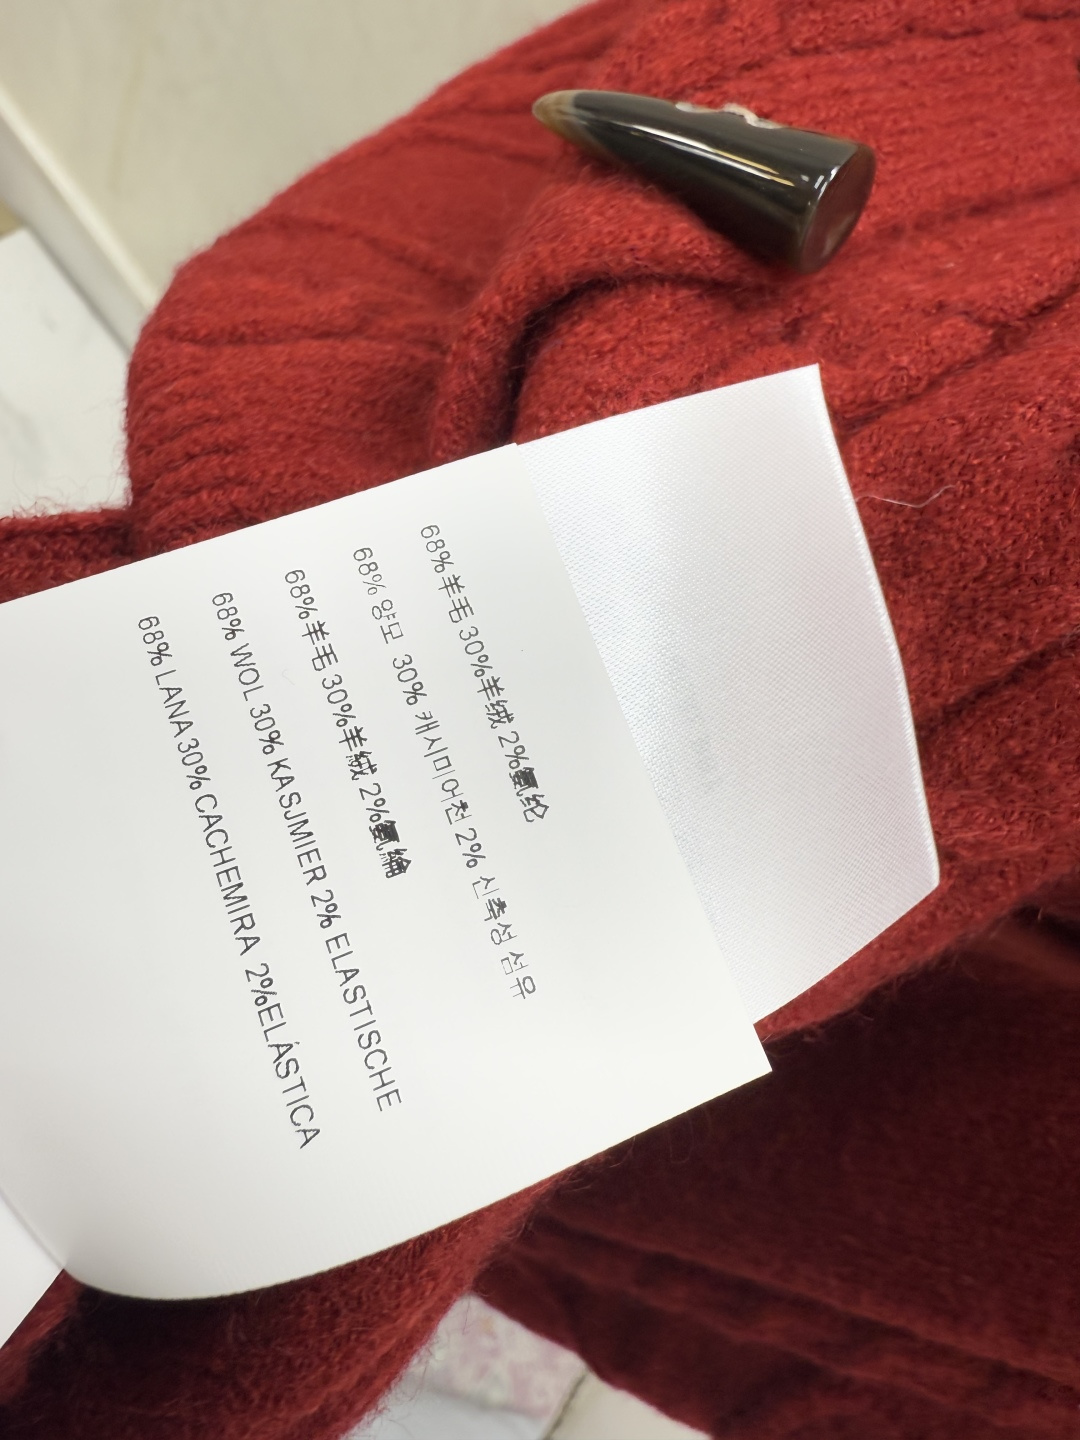 68%羊毛 30%羊绒 2%氨纶
68% 양모 30% 캐시미어천 2% 신축성 섬유
68%羊毛 30%羊絨 2%氨綸
68% WOL 30% KASJMIER 2% ELASTISCHE
68% LANA 30% CACHEMIRA 2%ELÁSTICA